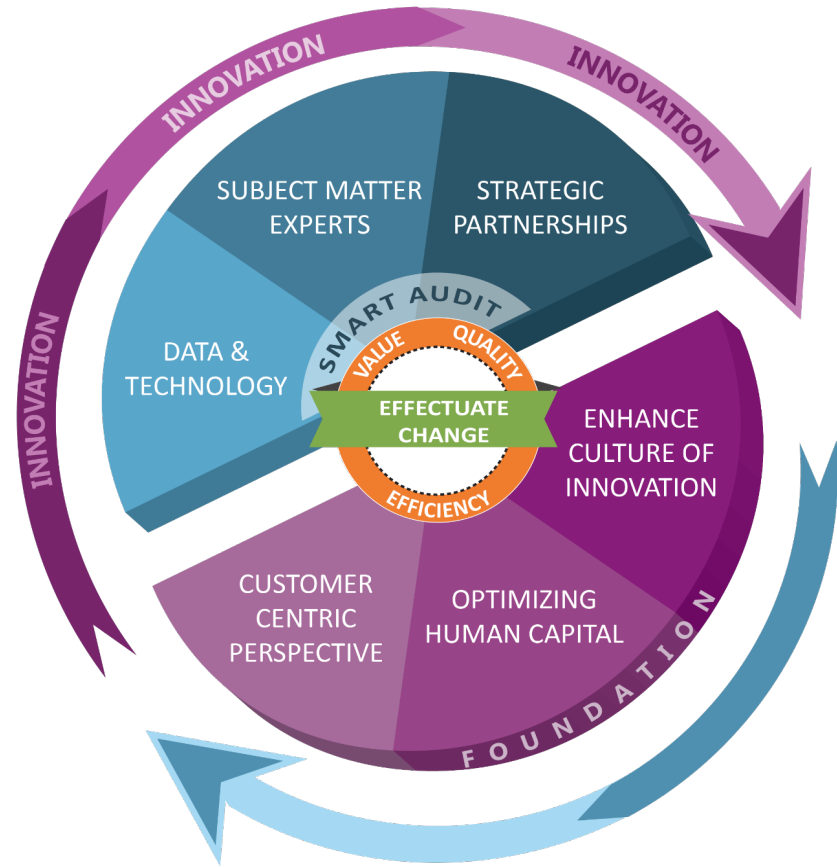 INNOVATION
INNOVATION
INNOVATION
SUBJECT MATTER
EXPERTS
STRATEGIC
PARTNERSHIPS
DATA &
TECHNOLOGY
SMART AUDIT
VALUE
QUALITY
EFFECTUATE
CHANGE
EFFICIENCY
ENHANCE
CULTURE OF
INNOVATION
OPTIMIZING
HUMAN CAPITAL
CUSTOMER
CENTRIC
PERSPECTIVE
FOUNDATION